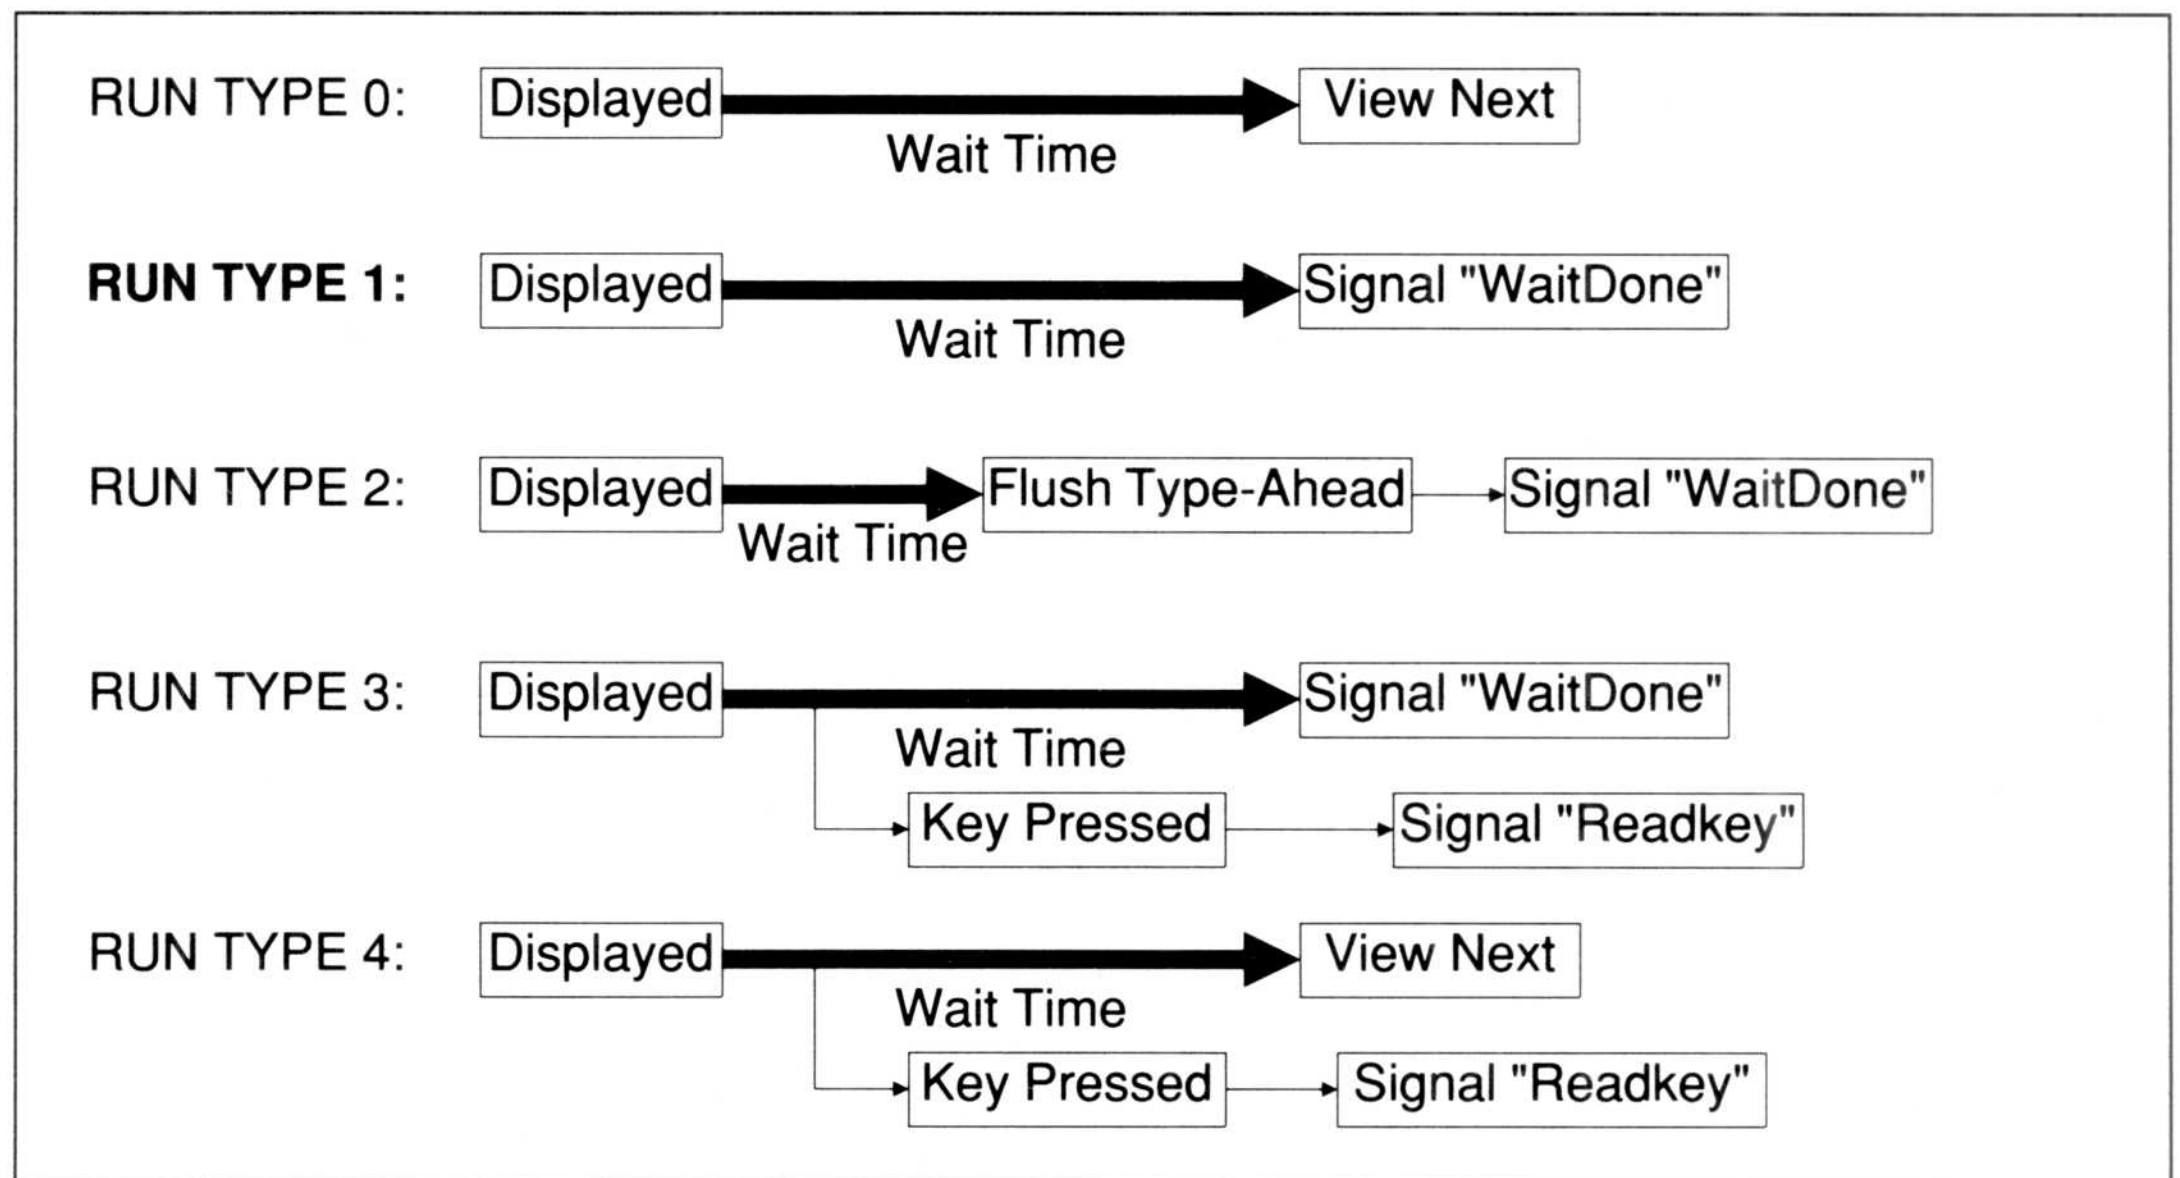 RUN TYPE 0: Displayed View Next
Wait Time
RUN TYPE 1: Displayed Signal "WaitDone"
Wait Time
RUN TYPE 2: Displayed Flush Type-Ahead Signal "WaitDone"
Wait Time
RUN TYPE 3: Displayed Signal "WaitDone"
Wait Time
Key Pressed Signal "Readkey"
RUN TYPE 4: Displayed View Next
Wait Time
Key Pressed Signal "Readkey"